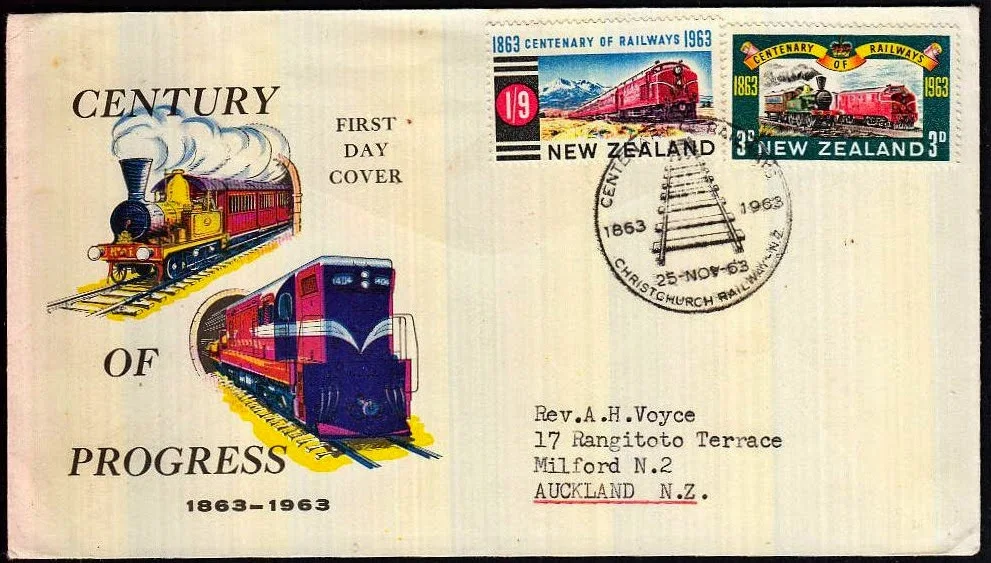 CENTURY
OF
PROGRESS
1863-1963
FIRST
DAY
COVER
1863 CENTENARY OF RAILWAYS 1963
1/9
NEW ZEALAND
CENTENARY OF RAILWAYS
1863 1963
3D NEW ZEALAND 3D
1863 1963
25-NOV-63
CHRISTCHURCH RAILWAY-N.Z.
Rev.A.H.Voyce
17 Rangitoto Terrace
Milford N.2
AUCKLAND N.Z.